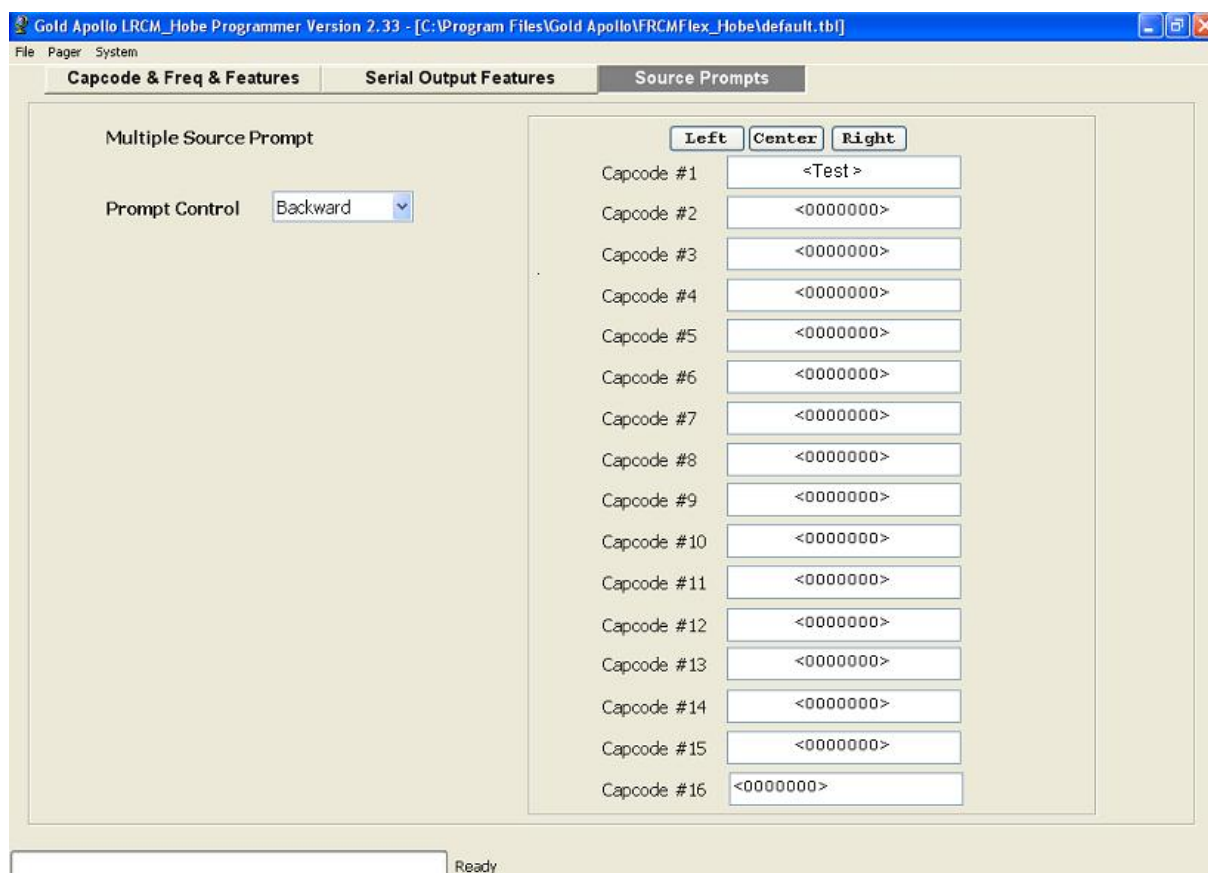 Gold Apollo LRCM_Hobe Programmer Version 2.33 - [C:\Program Files\Gold Apollo\FRCMFlex_Hobe\default.tbl]
File Pager System
Capcode & Freq & Features Serial Output Features Source Prompts
Multiple Source Prompt
Prompt Control Backward
Left Center Right
Capcode #1 <Test >
Capcode #2 <0000000>
Capcode #3 <0000000>
Capcode #4 <0000000>
Capcode #5 <0000000>
Capcode #6 <0000000>
Capcode #7 <0000000>
Capcode #8 <0000000>
Capcode #9 <0000000>
Capcode #10 <0000000>
Capcode #11 <0000000>
Capcode #12 <0000000>
Capcode #13 <0000000>
Capcode #14 <0000000>
Capcode #15 <0000000>
Capcode #16 <0000000>
Ready